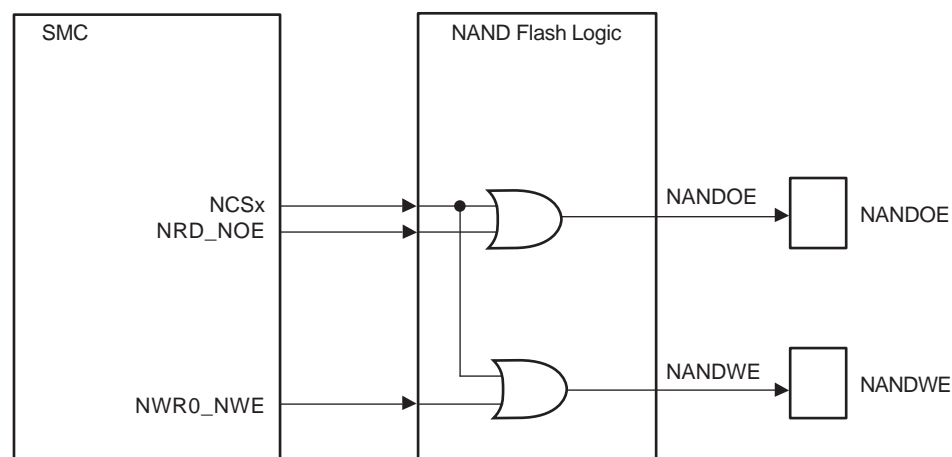 SMC
NAND Flash Logic
NCSx
NRD_NOE
NANDOE
NANDOE
NWR0_NWE
NANDWE
NANDWE